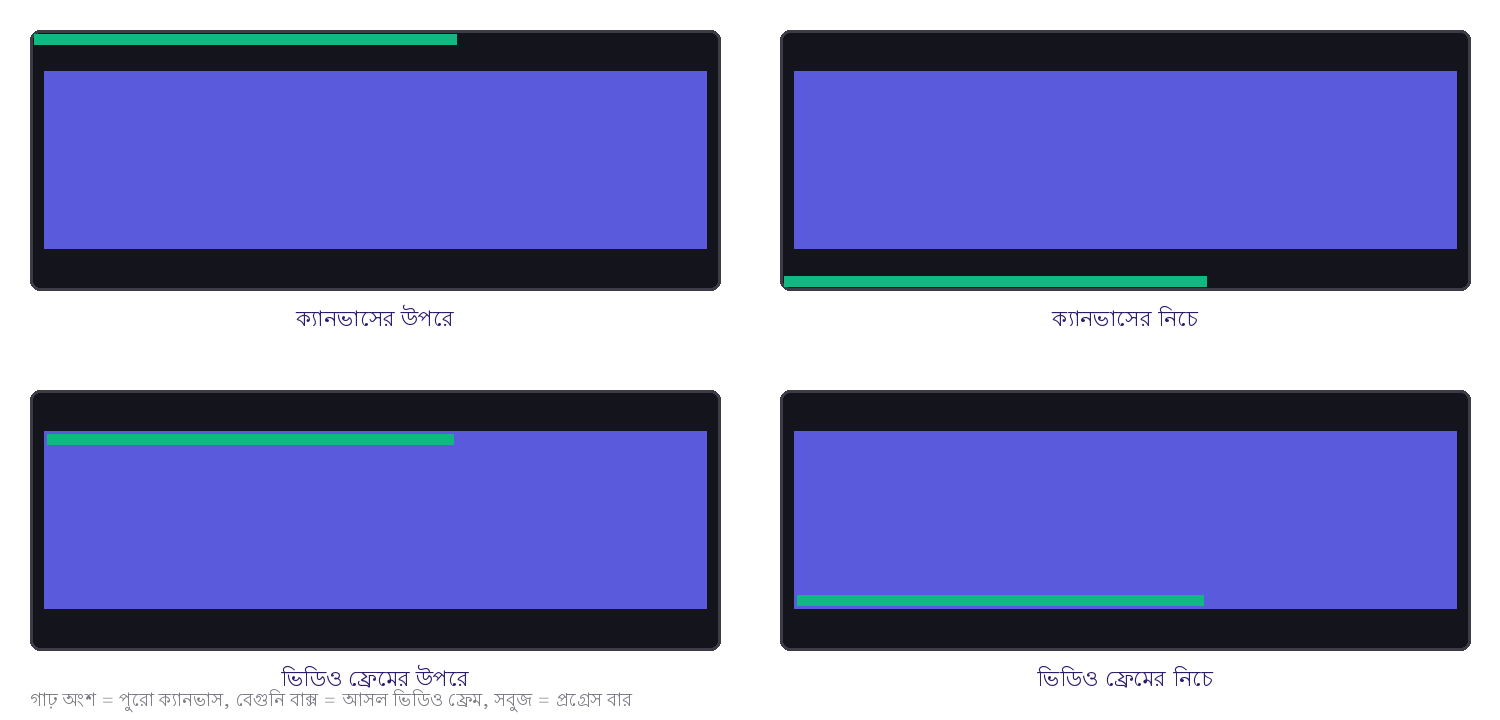 ক্যানভাসের উপরে
ক্যানভাসের নিচে
ভিডিও ফ্রেমের উপরে
ভিডিও ফ্রেমের নিচে
গাঢ় অংশ = পুরো ক্যানভাস, বেগুনি বাক্স = আসল ভিডিও ফ্রেম, সবুজ = প্রগ্রেস বার